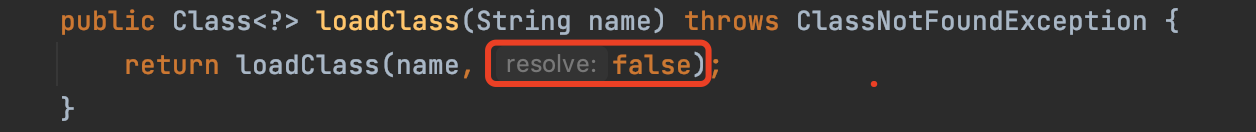 public Class<?> loadClass(String name) throws ClassNotFoundException {
return loadClass(name, resolve: false);
}